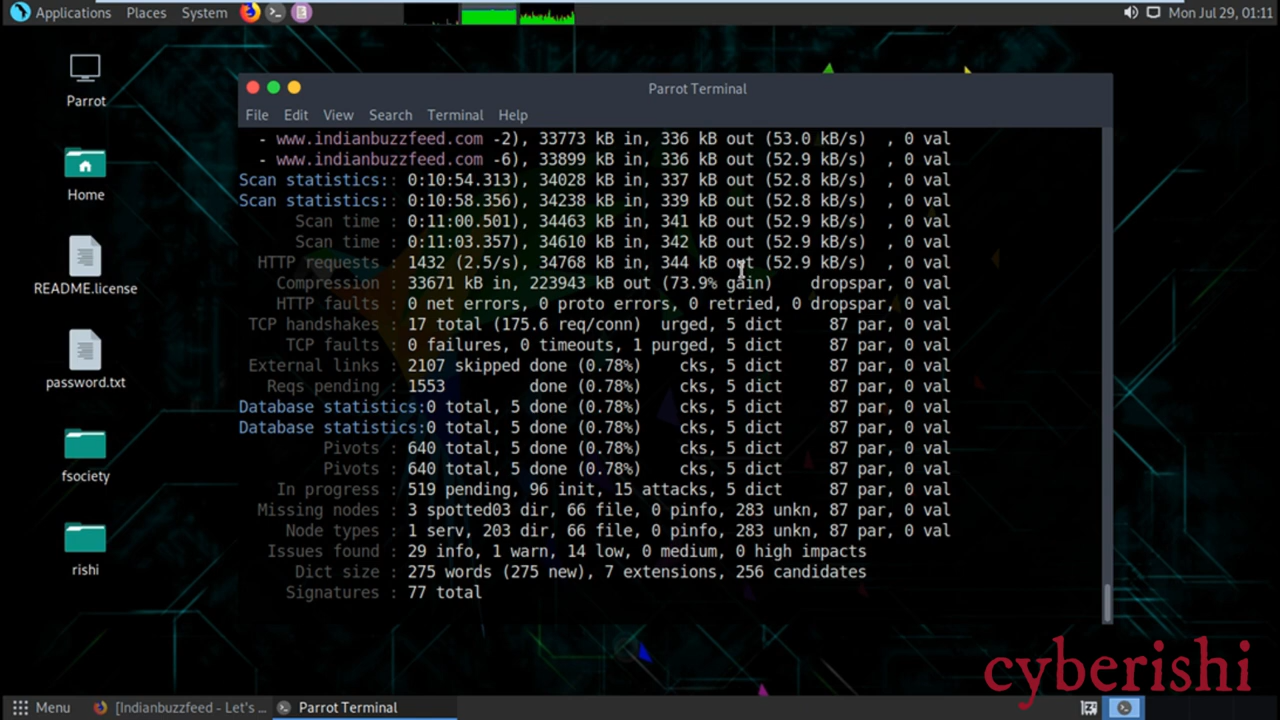 Applications Places System Mon Jul 29, 01:11
Parrot
Home
README.license
password.txt
fsociety
rishi
Parrot Terminal
File Edit View Search Terminal Help
- www.indianbuzzfeed.com -2), 33773 kB in, 336 kB out (53.0 kB/s) , 0 val
- www.indianbuzzfeed.com -6), 33899 kB in, 336 kB out (52.9 kB/s) , 0 val
Scan statistics:: 0:10:54.313), 34028 kB in, 337 kB out (52.8 kB/s) , 0 val
Scan statistics:: 0:10:58.356), 34238 kB in, 339 kB out (52.8 kB/s) , 0 val
Scan time : 0:11:00.501), 34463 kB in, 341 kB out (52.9 kB/s) , 0 val
Scan time : 0:11:03.357), 34610 kB in, 342 kB out (52.9 kB/s) , 0 val
HTTP requests : 1432 (2.5/s), 34768 kB in, 344 kB out (52.9 kB/s) , 0 val
Compression : 33671 kB in, 223943 kB out (73.9% gain) dropspar, 0 val
HTTP faults : 0 net errors, 0 proto errors, 0 retried, 0 dropspar, 0 val
TCP handshakes : 17 total (175.6 req/conn) urged, 5 dict 87 par, 0 val
TCP faults : 0 failures, 0 timeouts, 1 purged, 5 dict 87 par, 0 val
External links : 2107 skipped done (0.78%) cks, 5 dict 87 par, 0 val
Reqs pending : 1553 done (0.78%) cks, 5 dict 87 par, 0 val
Database statistics:0 total, 5 done (0.78%) cks, 5 dict 87 par, 0 val
Database statistics:0 total, 5 done (0.78%) cks, 5 dict 87 par, 0 val
Pivots : 640 total, 5 done (0.78%) cks, 5 dict 87 par, 0 val
Pivots : 640 total, 5 done (0.78%) cks, 5 dict 87 par, 0 val
In progress : 519 pending, 96 init, 15 attacks, 5 dict 87 par, 0 val
Missing nodes : 3 spotted03 dir, 66 file, 0 pinfo, 283 unkn, 87 par, 0 val
Node types : 1 serv, 203 dir, 66 file, 0 pinfo, 283 unkn, 87 par, 0 val
Issues found : 29 info, 1 warn, 14 low, 0 medium, 0 high impacts
Dict size : 275 words (275 new), 7 extensions, 256 candidates
Signatures : 77 total
cyberishi
Menu [Indianbuzzfeed - Let's ... Parrot Terminal